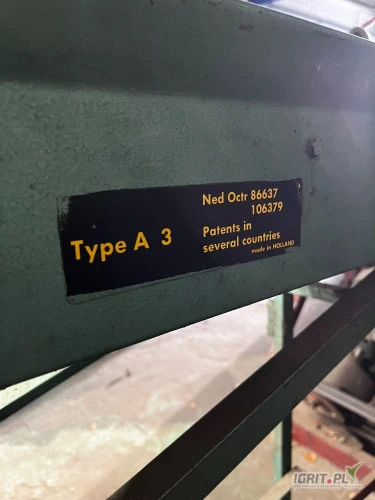 Type A 3
Ned Octr 86637
106379
Patents in
several countries
made in HOLLAND
IGRIT.PL